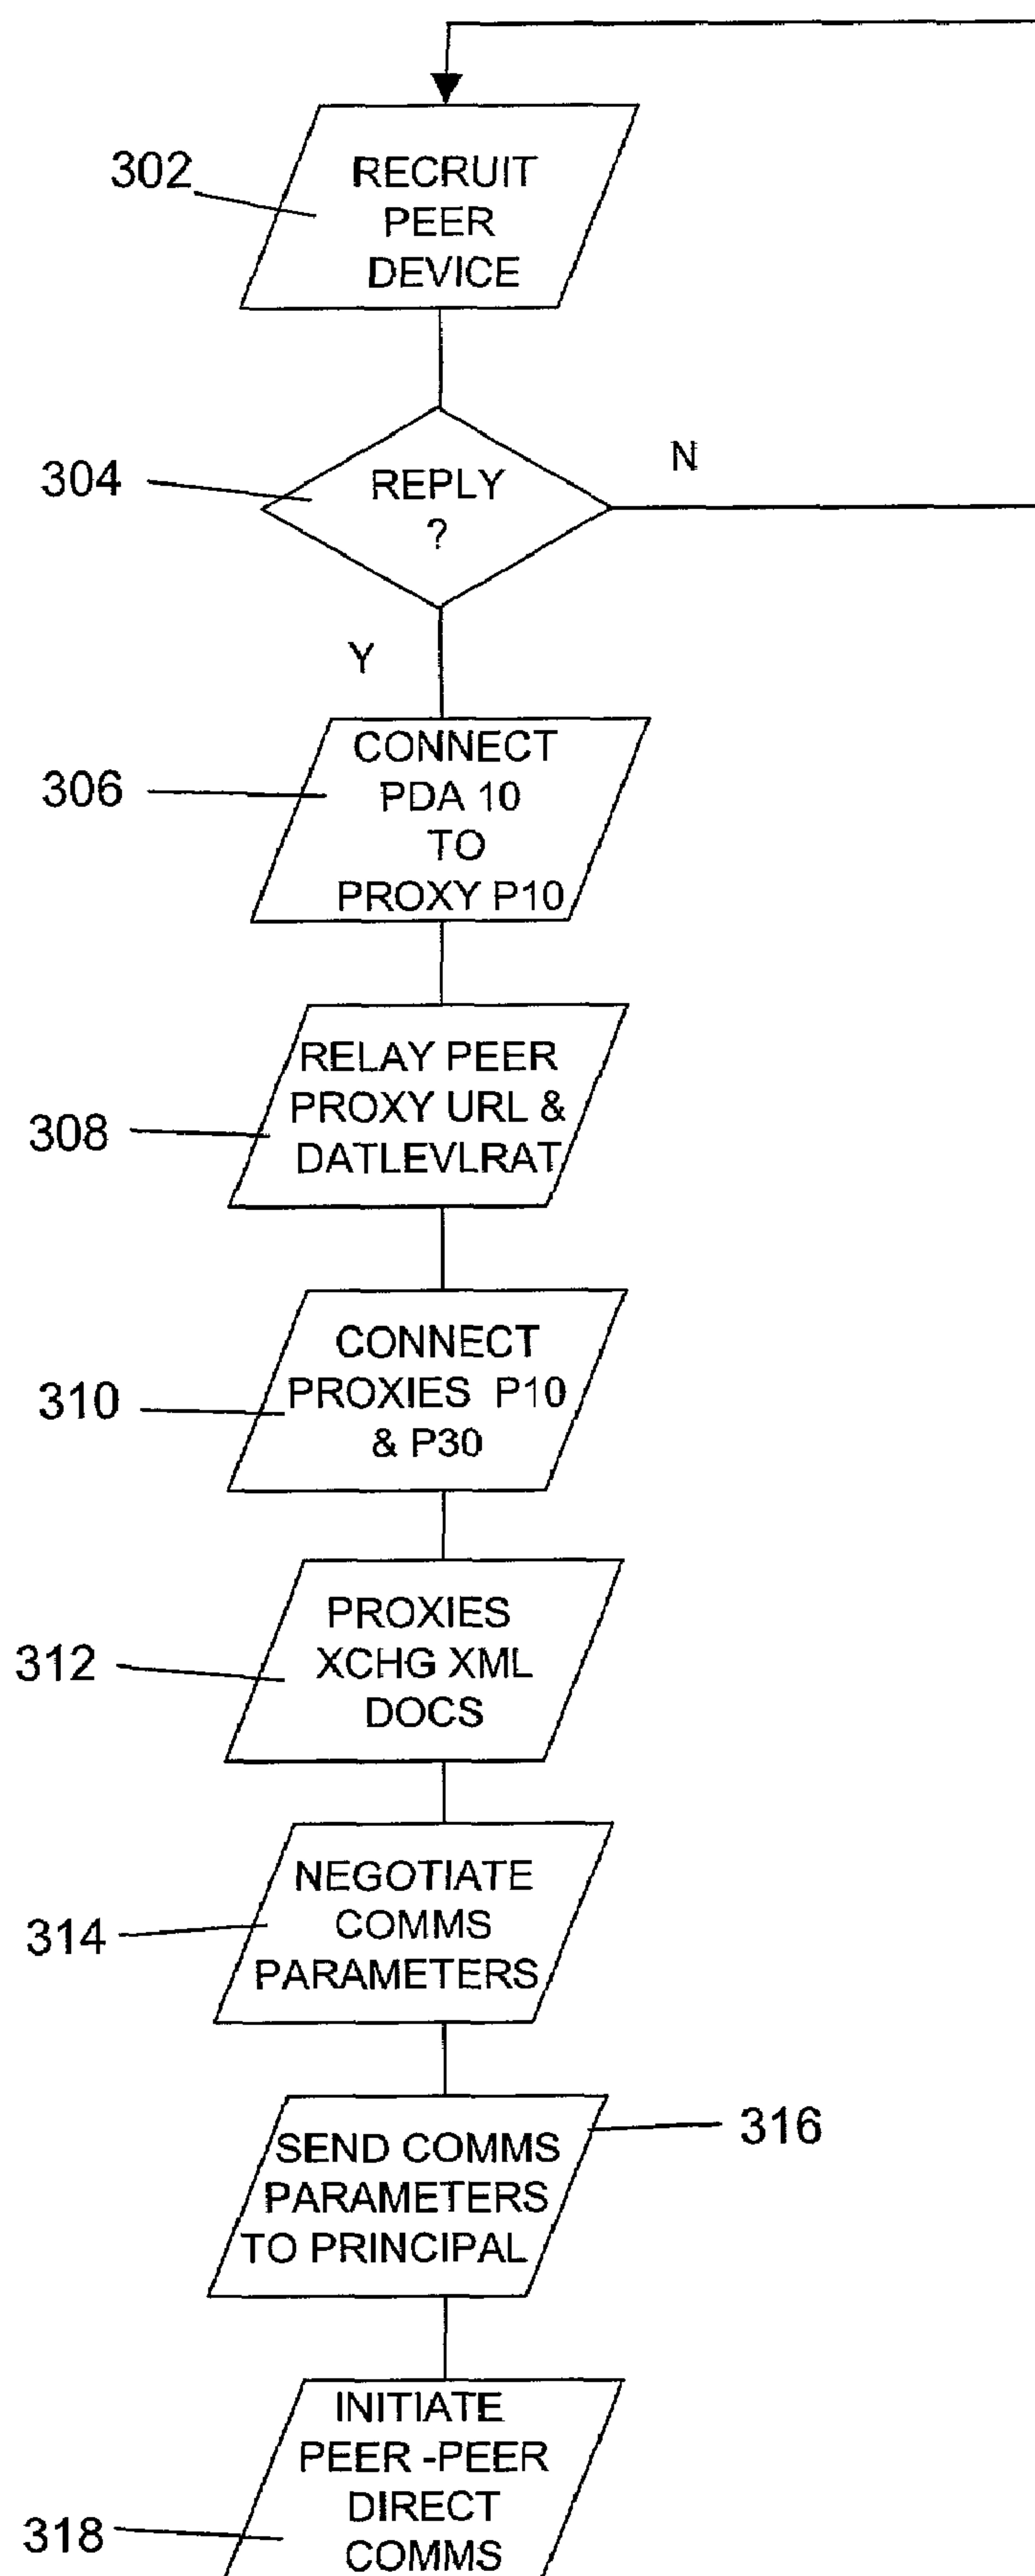 302
RECRUIT
PEER
DEVICE
304
REPLY
?
N
Y
306
CONNECT
PDA 10
TO
PROXY P10
308
RELAY PEER
PROXY URL &
DATLEVLRAT
310
CONNECT
PROXIES P10
& P30
312
PROXIES
XCHG XML
DOCS
314
NEGOTIATE
COMMS
PARAMETERS
316
SEND COMMS
PARAMETERS
TO PRINCIPAL
318
INITIATE
PEER -PEER
DIRECT
COMMS